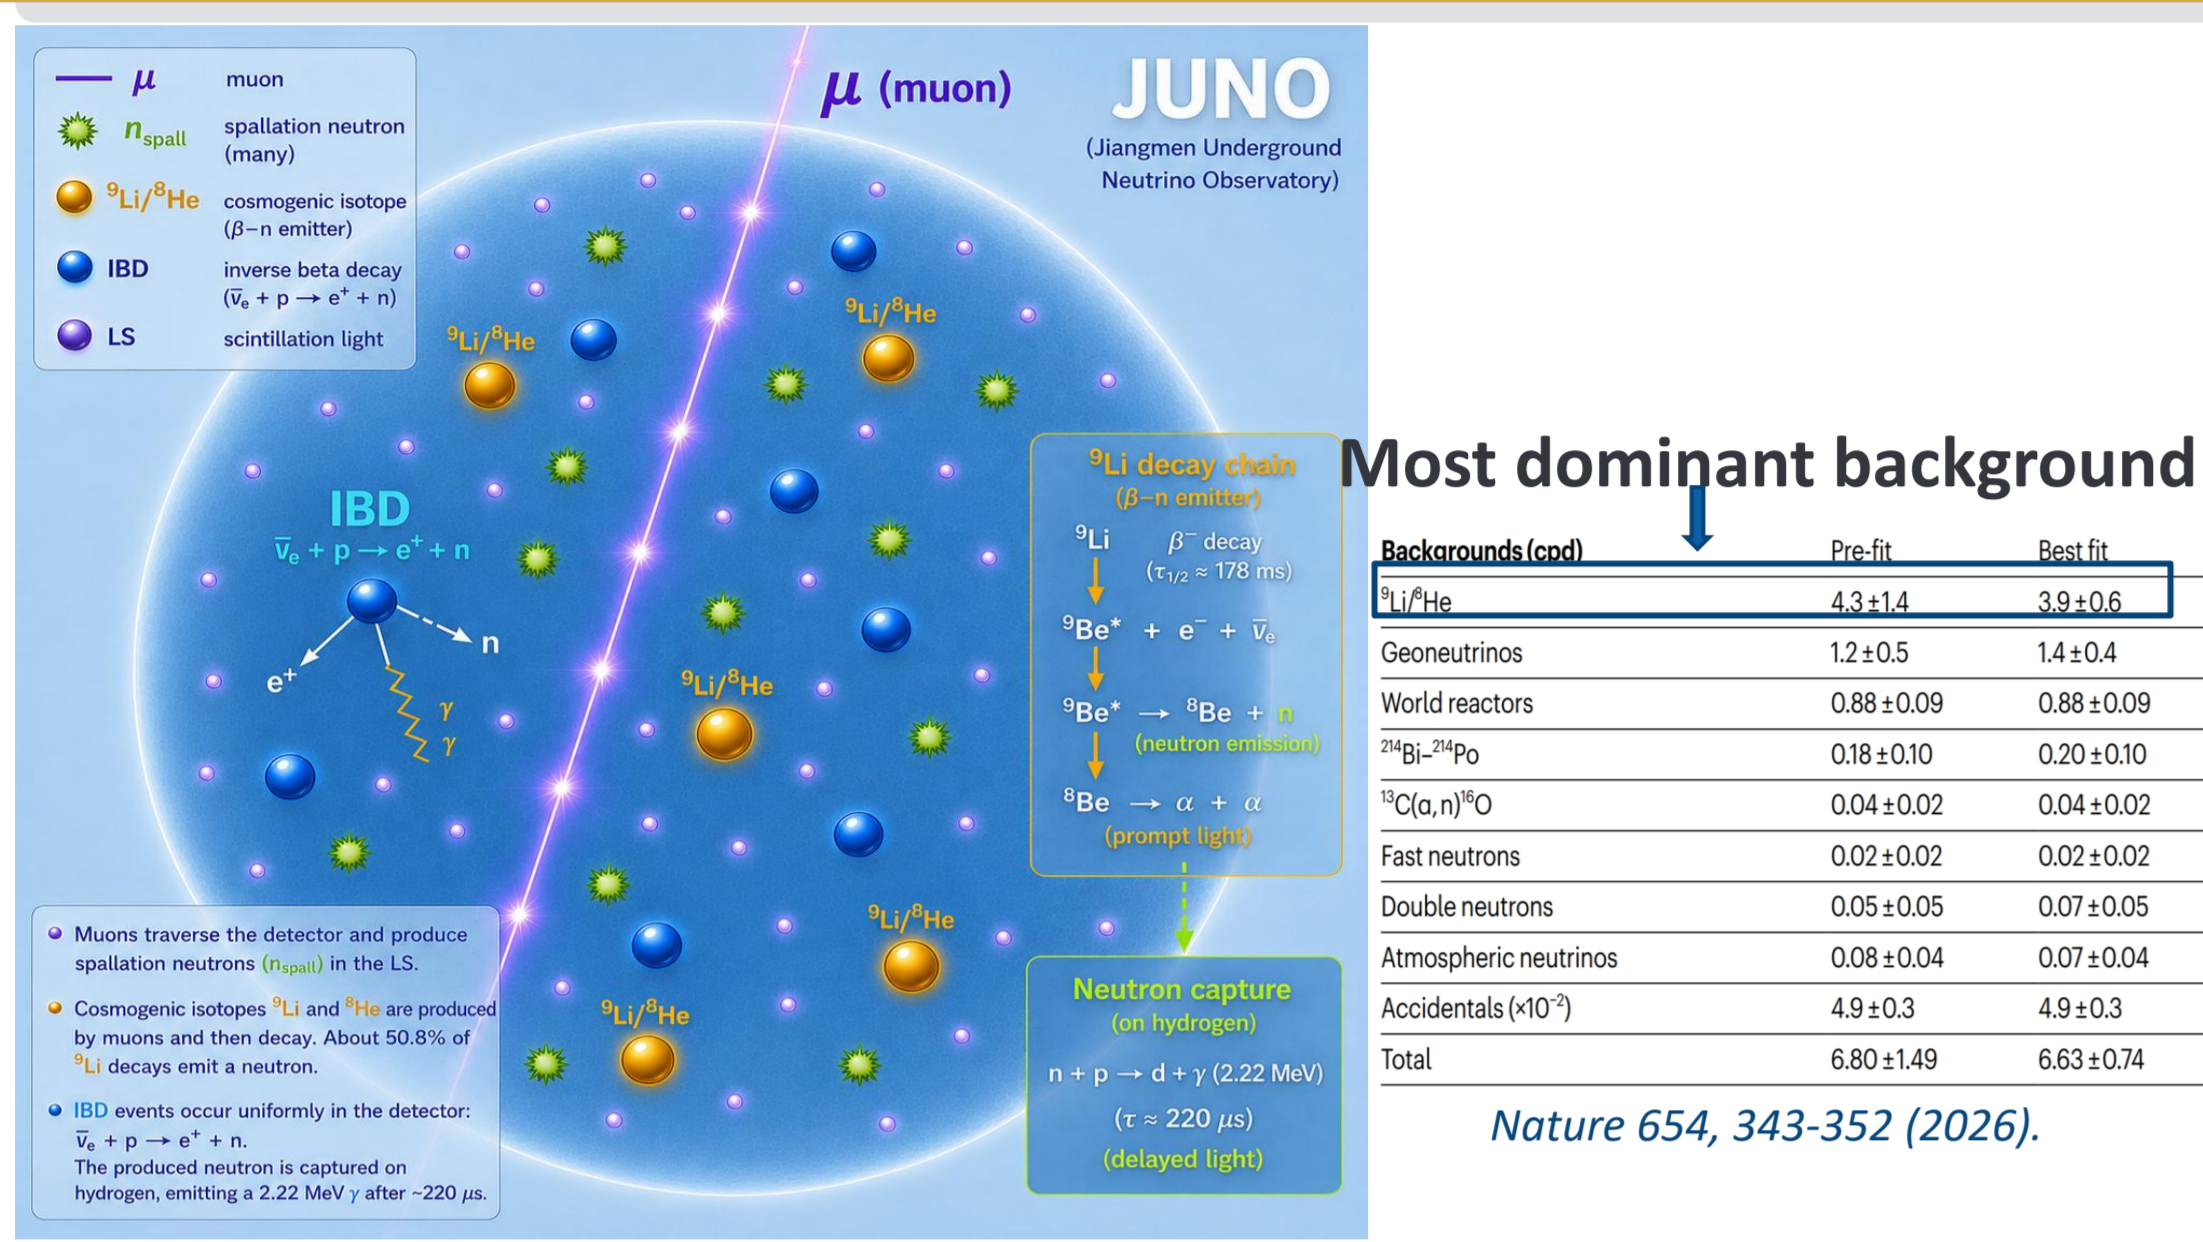 μ muon
n_spall spallation neutron
(many)
⁹Li/⁸He cosmogenic isotope
(β–n emitter)
IBD inverse beta decay
(ν̅ₑ + p → e⁺ + n)
LS scintillation light
μ (muon)
JUNO
(Jiangmen Underground
Neutrino Observatory)
⁹Li/⁸He
⁹Li/⁸He
IBD
ν̅ₑ + p → e⁺ + n
n
e⁺
γ
γ
⁹Li/⁸He
⁹Li/⁸He
⁹Li/⁸He
⁹Li decay chain
(β–n emitter)
⁹Li β⁻ decay
(τ₁/₂ ≈ 178 ms)
⁹Be* + e⁻ + ν̅ₑ
⁹Be* → ⁸Be + n
(neutron emission)
⁸Be → α + α
(prompt light)
Neutron capture
(on hydrogen)
n + p → d + γ (2.22 MeV)
(τ ≈ 220 μs)
(delayed light)
Muons traverse the detector and produce
spallation neutrons (n_spall) in the LS.
Cosmogenic isotopes ⁹Li and ⁸He are produced
by muons and then decay. About 50.8% of
⁹Li decays emit a neutron.
IBD events occur uniformly in the detector:
ν̅ₑ + p → e⁺ + n.
The produced neutron is captured on
hydrogen, emitting a 2.22 MeV γ after ~220 μs.
Most dominant background
Backgrounds (cpd) Pre-fit Best fit
⁹Li/⁸He 4.3±1.4 3.9±0.6
Geoneutrinos 1.2±0.5 1.4±0.4
World reactors 0.88±0.09 0.88±0.09
²¹⁴Bi–²¹⁴Po 0.18±0.10 0.20±0.10
¹³C(α,n)¹⁶O 0.04±0.02 0.04±0.02
Fast neutrons 0.02±0.02 0.02±0.02
Double neutrons 0.05±0.05 0.07±0.05
Atmospheric neutrinos 0.08±0.04 0.07±0.04
Accidentals (×10⁻²) 4.9±0.3 4.9±0.3
Total 6.80±1.49 6.63±0.74
Nature 654, 343-352 (2026).